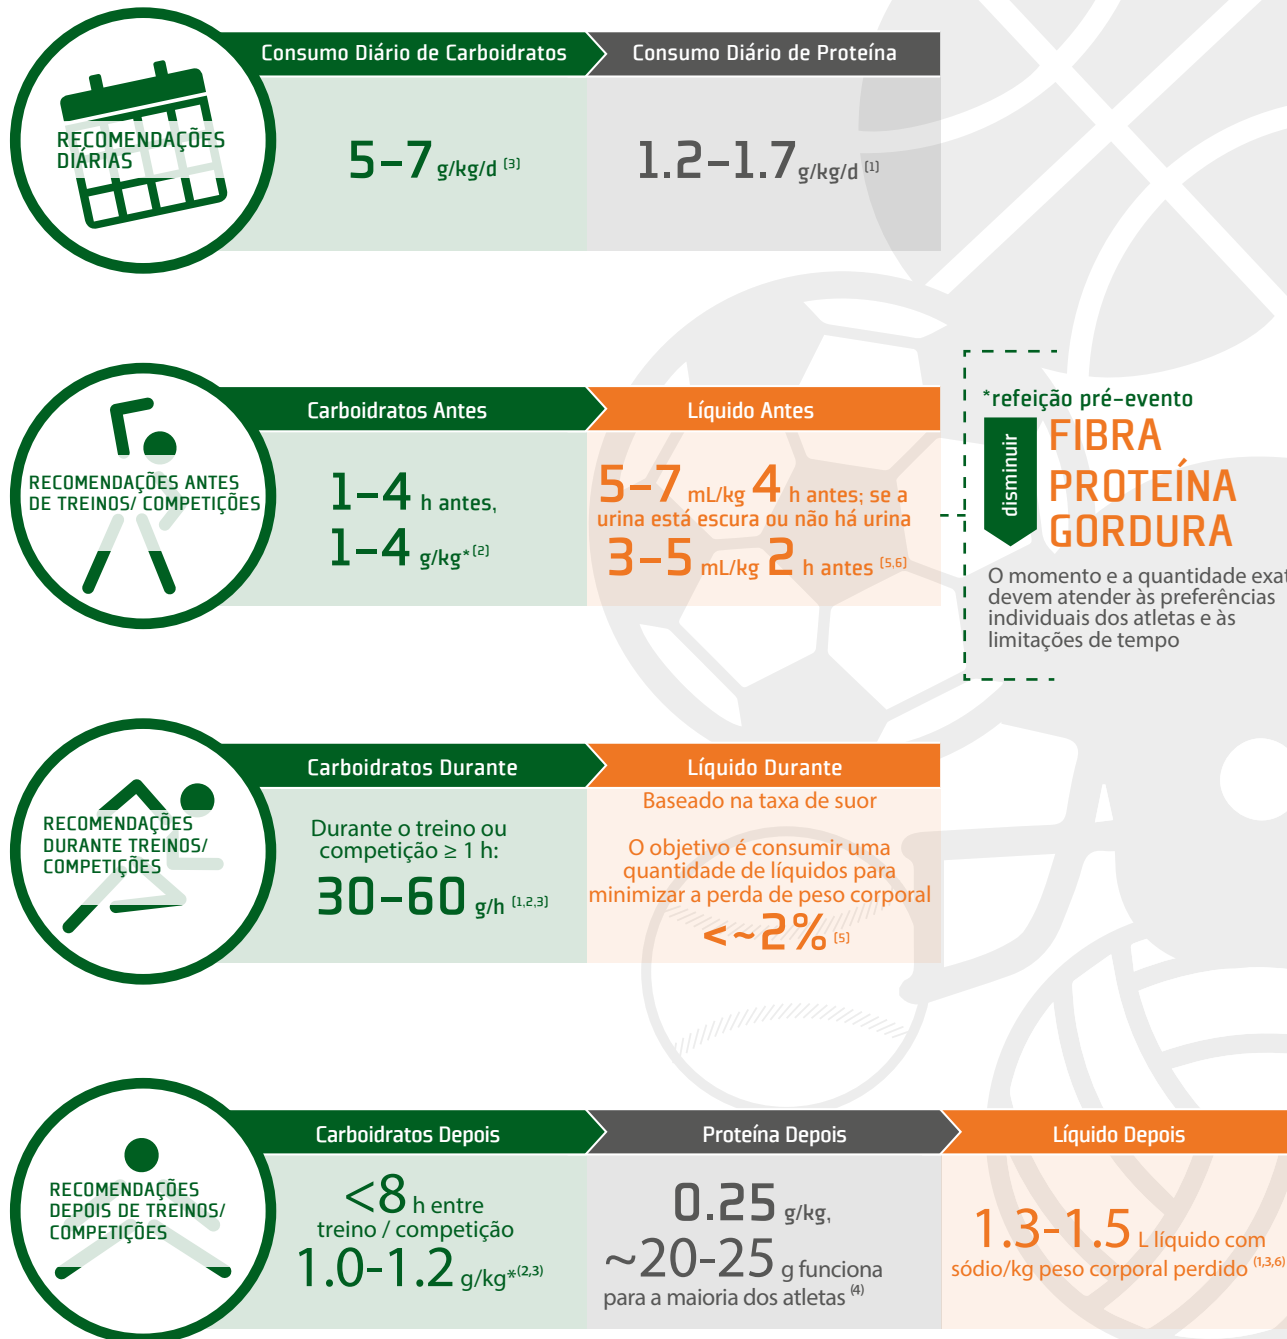 Consumo Diário de Carboidratos
Consumo Diário de Proteína
RECOMENDAÇÕES
DIÁRIAS
5-7 g/kg/d (3)
1.2-1.7 g/kg/d (1)
Carboidratos Antes
Líquido Antes
RECOMENDAÇÕES ANTES
DE TREINOS/ COMPETIÇÕES
1-4 h antes,
1-4 g/kg* (2)
5-7 mL/kg 4 h antes; se a
urina está escura ou não há urina
3-5 mL/kg 2 h antes (5,6)
*refeição pré-evento
disminuir
FIBRA
PROTEÍNA
GORDURA
O momento e a quantidade exat
devem atender às preferências
individuais dos atletas e às
limitações de tempo
Carboidratos Durante
Líquido Durante
RECOMENDAÇÕES
DURANTE TREINOS/
COMPETIÇÕES
Durante o treino ou
competição ≥ 1 h:
30-60 g/h (1,2,3)
Baseado na taxa de suor
O objetivo é consumir uma
quantidade de líquidos para
minimizar a perda de peso corporal
<~2% (5)
Carboidratos Depois
Proteína Depois
Líquido Depois
RECOMENDAÇÕES
DEPOIS DE TREINOS/
COMPETIÇÕES
<8 h entre
treino / competição
1.0-1.2 g/kg*(2,3)
0.25 g/kg,
~20-25 g funciona
para a maioria dos atletas (4)
1.3-1.5 L líquido com
sódio/kg peso corporal perdido (1,3,6)